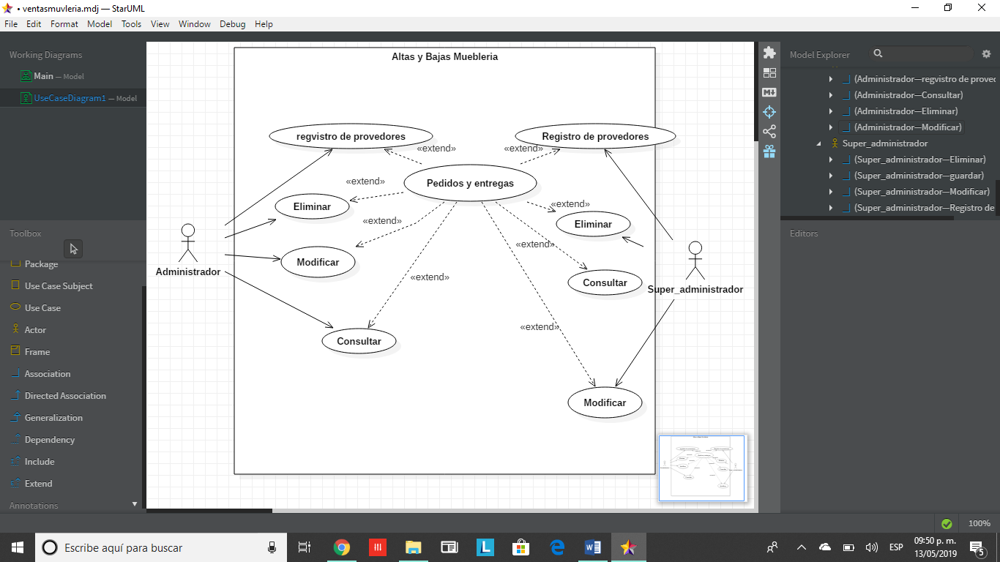 • ventasmuvleria.mdj — StarUML
File Edit Format Model Tools View Window Debug Help
Working Diagrams
Main — Model
UseCaseDiagram1 — Model
Toolbox
Package
Use Case Subject
Use Case
Actor
Frame
Association
Directed Association
Generalization
Dependency
Include
Extend
Annotations
Altas y Bajas Muebleria
regvistro de provedores
Registro de provedores
«extend»
«extend»
Pedidos y entregas
«extend»
Eliminar
«extend»
Eliminar
«extend»
Modificar
«extend»
Administrador
Consultar
Super_administrador
«extend»
«extend»
Consultar
Modificar
Model Explorer
(Administrador—regvistro de provec
(Administrador—Consultar)
(Administrador—Eliminar)
(Administrador—Modificar)
Super_administrador
(Super_administrador—Eliminar)
(Super_administrador—guardar)
(Super_administrador—Modificar)
(Super_administrador—Registro de
Editors
100%
Escribe aquí para buscar
ESP
09:50 p. m.
13/05/2019
5